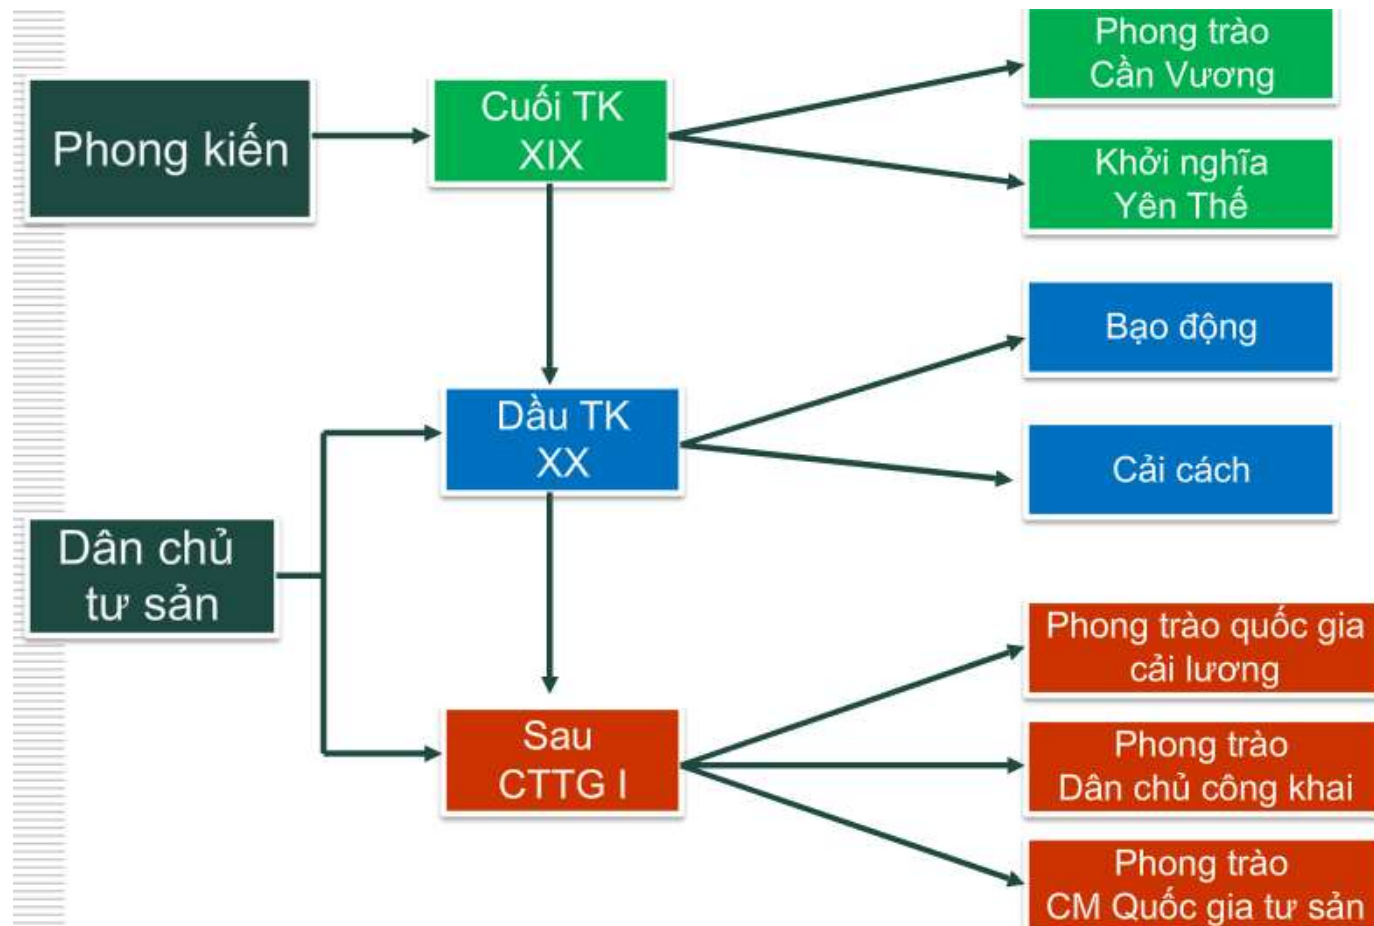 Phong trào
Cần Vương
Phong kiến
Cuối TK
XIX
Khởi nghĩa
Yên Thế
Bạo động
Dầu TK
XX
Cải cách
Dân chủ
tư sản
Phong trào quốc gia
cải lương
Sau
CTTG I
Phong trào
Dân chủ công khai
Phong trào
CM Quốc gia tư sản